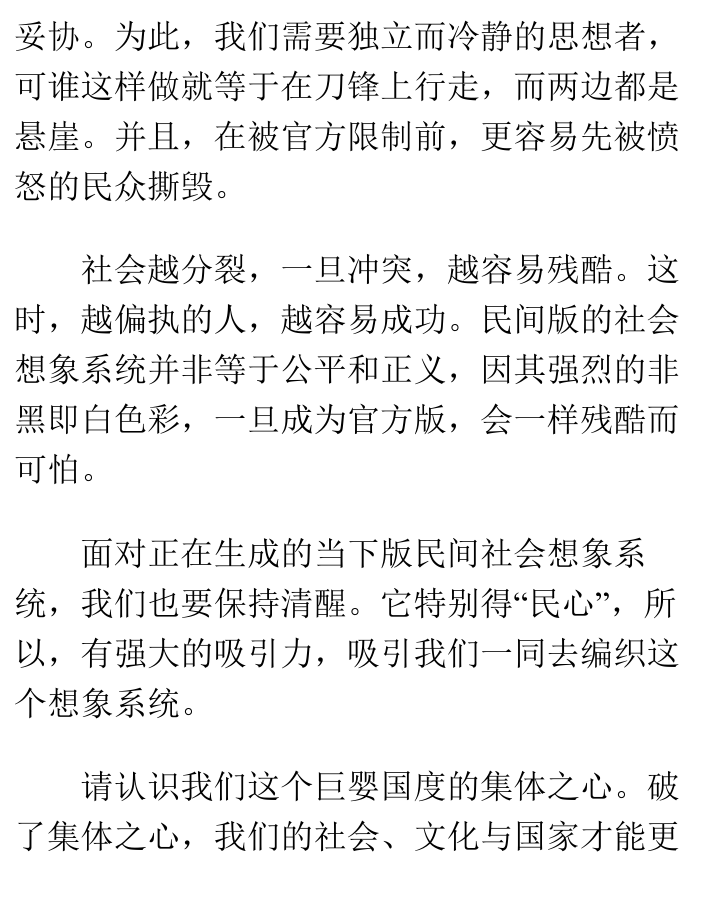 妥协。为此，我们需要独立而冷静的思想者，
可谁这样做就等于在刀锋上行走，而两边都是
悬崖。并且，在被官方限制前，更容易先被愤
怒的民众撕毁。
社会越分裂，一旦冲突，越容易残酷。这
时，越偏执的人，越容易成功。民间版的社会
想象系统并非等于公平和正义，因其强烈的非
黑即白色彩，一旦成为官方版，会一样残酷而
可怕。
面对正在生成的当下版民间社会想象系
统，我们也要保持清醒。它特别得“民心”，所
以，有强大的吸引力，吸引我们一同去编织这
个想象系统。
请认识我们这个巨婴国度的集体之心。破
了集体之心，我们的社会、文化与国家才能更